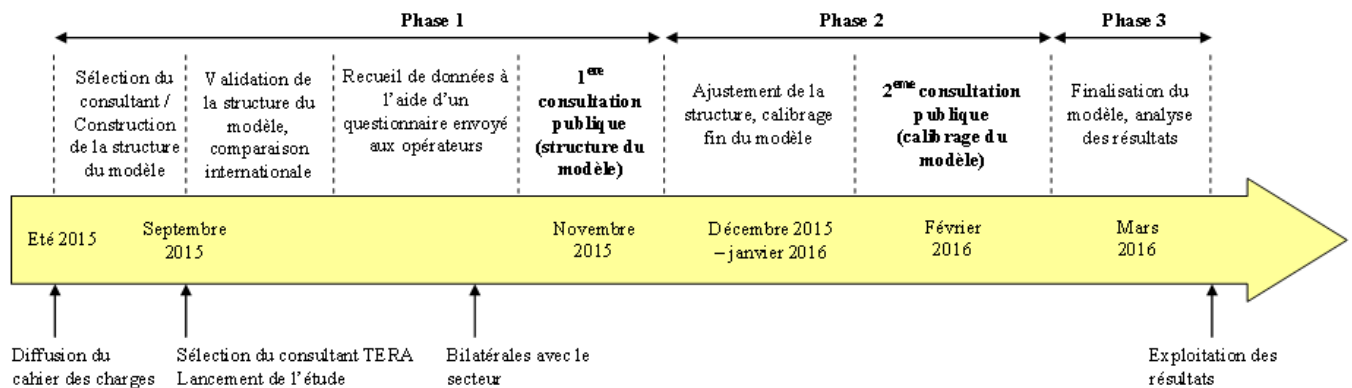 Phase 1
Phase 2
Phase 3
Sélection du
consultant /
Construction
de la structure
du modèle
Validation de
la structure du
modèle,
comparaison
internationale
Recueil de données à
l'aide d'un
questionnaire envoyé
aux opérateurs
1ere
consultation
publique
(structure du
modèle)
Ajustement de la
structure, calibrage
fin du modèle
2eme consultation
publique
(calibrage du
modèle)
Finalisation du
modèle, analyse
des résultats
Eté 2015
Septembre
2015
Novembre
2015
Décembre 2015
– janvier 2016
Février
2016
Mars
2016
Diffusion du
cahier des charges
Sélection du consultant TERA
Lancement de l'étude
Bilatérales avec le
secteur
Exploitation des
résultats